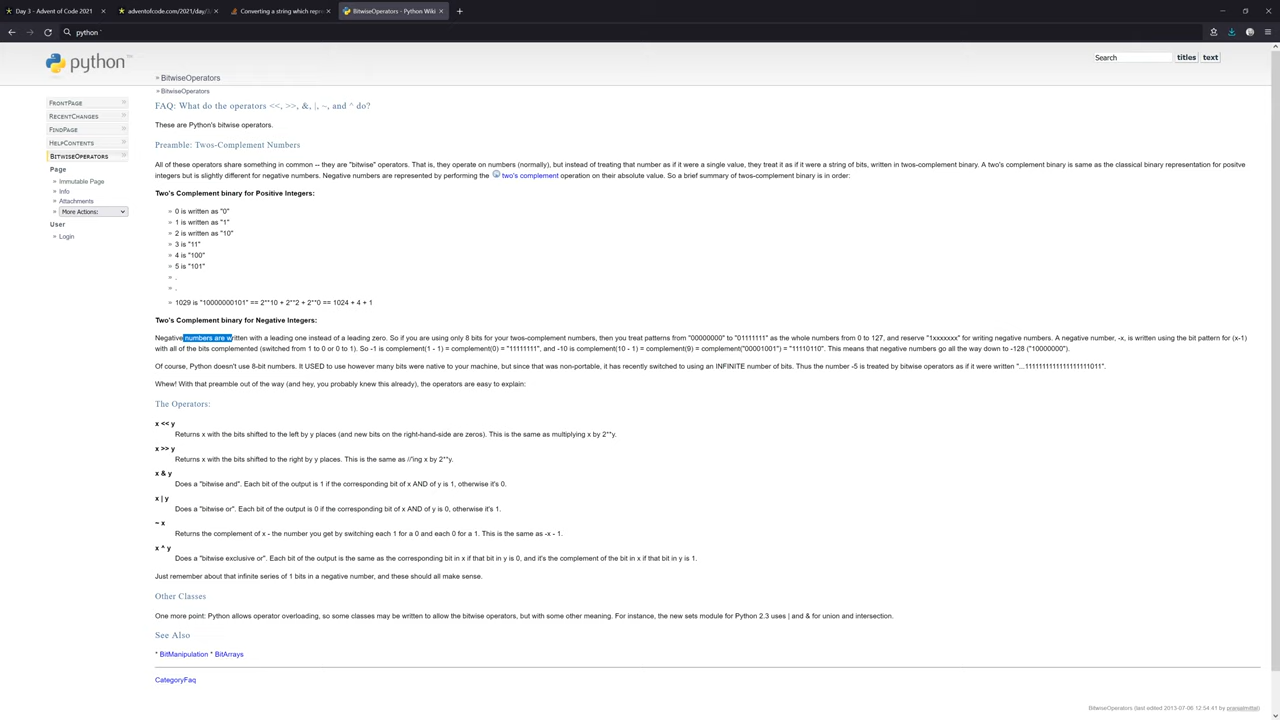 Day 3 - Advent of Code 2021
adventofcode.com/2021/day/3
Converting a string which repre
BitwiseOperators - Python Wiki
python `
python™
Search titles text
» BitwiseOperators
» BitwiseOperators
FRONTPAGE
RECENTCHANGES
FINDPAGE
HELPCONTENTS
BITWISEOPERATORS
Page
» Immutable Page
» Info
» Attachments
» More Actions:
User
» Login
FAQ: What do the operators <<, >>, &, |, ~, and ^ do?
These are Python's bitwise operators.
Preamble: Twos-Complement Numbers
All of these operators share something in common -- they are "bitwise" operators. That is, they operate on numbers (normally), but instead of treating that number as if it were a single value, they treat it as if it were a string of bits, written in twos-complement binary. A two's complement binary is same as the classical binary representation for positve
integers but is slightly different for negative numbers. Negative numbers are represented by performing the two's complement operation on their absolute value. So a brief summary of twos-complement binary is in order:
Two's Complement binary for Positive Integers:
» 0 is written as "0"
» 1 is written as "1"
» 2 is written as "10"
» 3 is "11"
» 4 is "100"
» 5 is "101"
» .
» .
» 1029 is "10000000101" == 2**10 + 2**2 + 2**0 == 1024 + 4 + 1
Two's Complement binary for Negative Integers:
Negative numbers are written with a leading one instead of a leading zero. So if you are using only 8 bits for your twos-complement numbers, then you treat patterns from "00000000" to "01111111" as the whole numbers from 0 to 127, and reserve "1xxxxxxx" for writing negative numbers. A negative number, -x, is written using the bit pattern for (x-1)
with all of the bits complemented (switched from 1 to 0 or 0 to 1). So -1 is complement(1 - 1) = complement(0) = "11111111", and -10 is complement(10 - 1) = complement(9) = complement("00001001") = "11110110". This means that negative numbers go all the way down to -128 ("10000000").
Of course, Python doesn't use 8-bit numbers. It USED to use however many bits were native to your machine, but since that was non-portable, it has recently switched to using an INFINITE number of bits. Thus the number -5 is treated by bitwise operators as if it were written "...1111111111111111111011".
Whew! With that preamble out of the way (and hey, you probably knew this already), the operators are easy to explain:
The Operators:
x << y
Returns x with the bits shifted to the left by y places (and new bits on the right-hand-side are zeros). This is the same as multiplying x by 2**y.
x >> y
Returns x with the bits shifted to the right by y places. This is the same as //'ing x by 2**y.
x & y
Does a "bitwise and". Each bit of the output is 1 if the corresponding bit of x AND of y is 1, otherwise it's 0.
x | y
Does a "bitwise or". Each bit of the output is 0 if the corresponding bit of x AND of y is 0, otherwise it's 1.
~ x
Returns the complement of x - the number you get by switching each 1 for a 0 and each 0 for a 1. This is the same as -x - 1.
x ^ y
Does a "bitwise exclusive or". Each bit of the output is the same as the corresponding bit in x if that bit in y is 0, and it's the complement of the bit in x if that bit in y is 1.
Just remember about that infinite series of 1 bits in a negative number, and these should all make sense.
Other Classes
One more point: Python allows operator overloading, so some classes may be written to allow the bitwise operators, but with some other meaning. For instance, the new sets module for Python 2.3 uses | and & for union and intersection.
See Also
* BitManipulation * BitArrays
CategoryFaq
BitwiseOperators (last edited 2013-07-06 12:54:41 by pransalmittal)